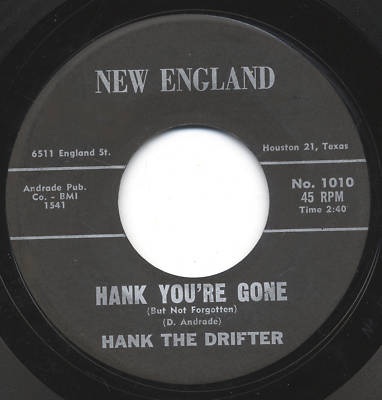 NEW ENGLAND
6511 England St.
Houston 21, Texas
Andrade Pub.
Co. - BMI
1541
No. 1010
45 RPM
Time 2:40
HANK YOU'RE GONE
(But Not Forgotten)
(D. Andrade)
HANK THE DRIFTER